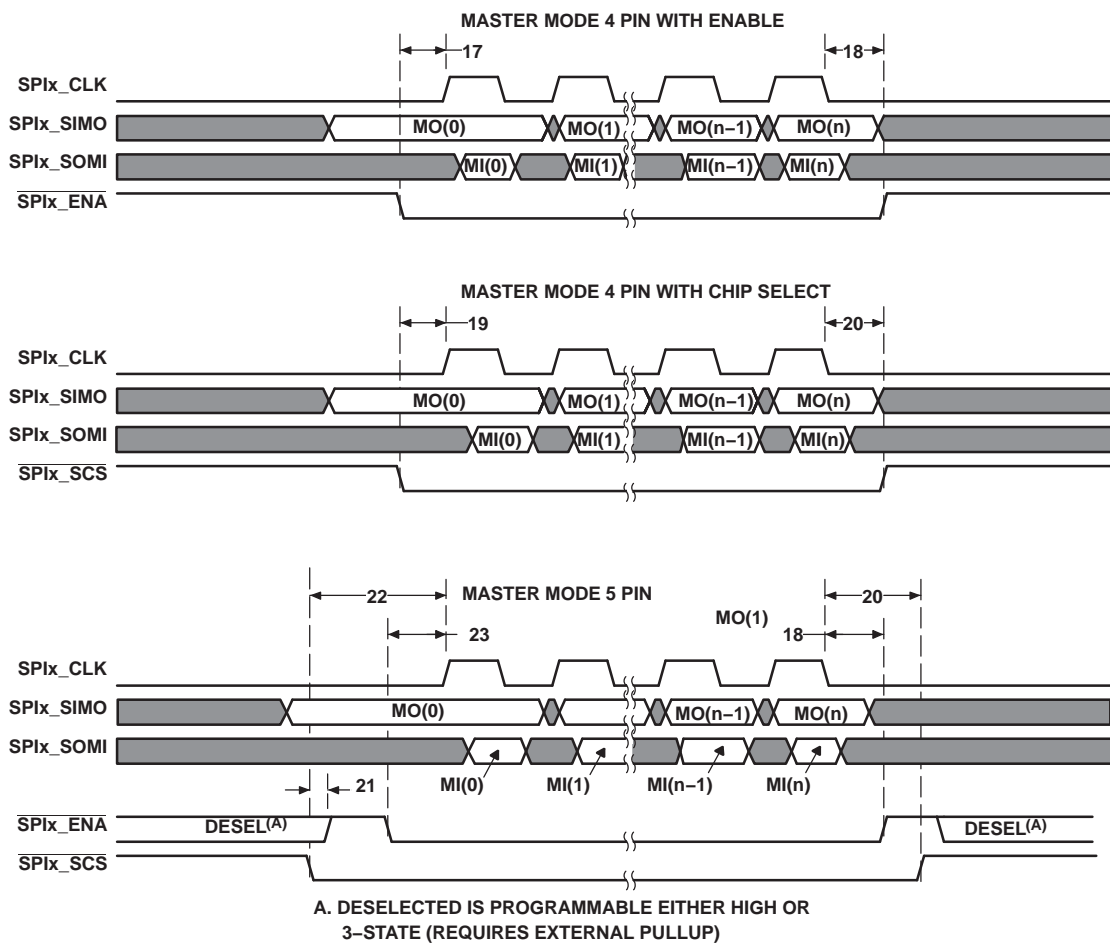 MASTER MODE 4 PIN WITH ENABLE
17
18
SPIx_CLK
SPIx_SIMO
MO(0)
MO(1)
MO(n−1)
MO(n)
SPIx_SOMI
MI(0)
MI(1)
MI(n−1)
MI(n)
SPIx_ENA
MASTER MODE 4 PIN WITH CHIP SELECT
19
20
SPIx_CLK
SPIx_SIMO
MO(0)
MO(1)
MO(n−1)
MO(n)
SPIx_SOMI
MI(0)
MI(1)
MI(n−1)
MI(n)
SPIx_SCS
22
MASTER MODE 5 PIN
20
MO(1)
23
18
SPIx_CLK
SPIx_SIMO
MO(0)
MO(n−1)
MO(n)
SPIx_SOMI
MI(0)
MI(1)
MI(n−1)
MI(n)
21
SPIx_ENA
DESEL(A)
DESEL(A)
SPIx_SCS
A. DESELECTED IS PROGRAMMABLE EITHER HIGH OR
3−STATE (REQUIRES EXTERNAL PULLUP)